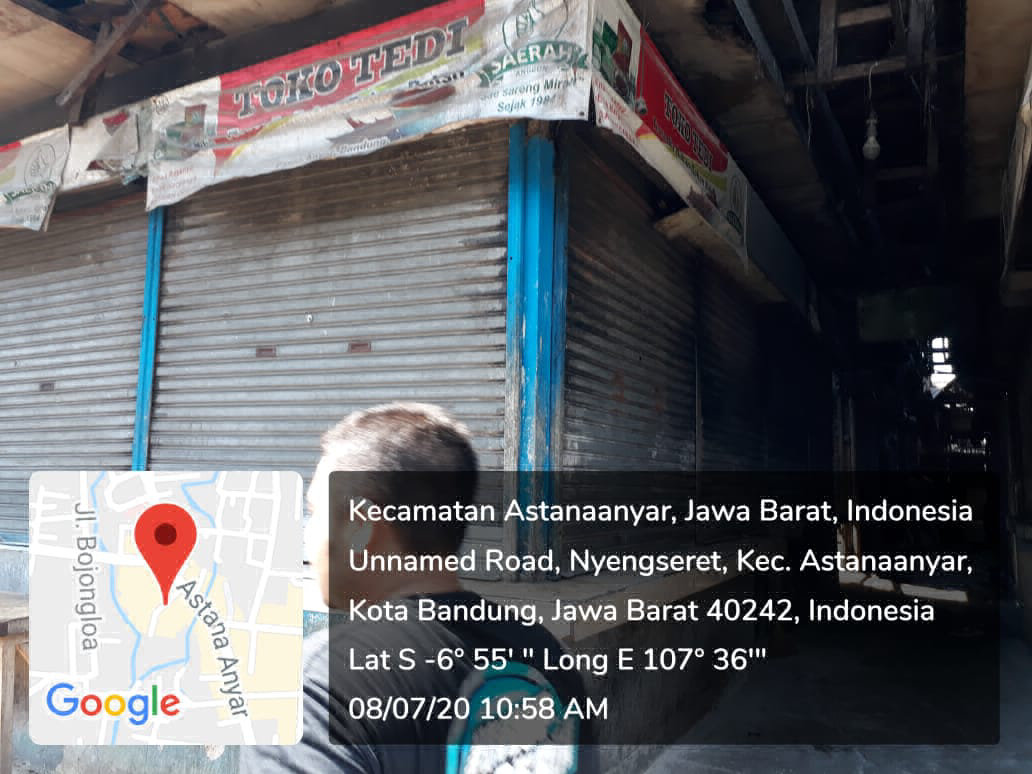 TOKO TEDI
SAERAH
Sejak 1984
TOKO TEDI
Jl. Bojongloa
Astana Anyar
Google
Kecamatan Astanaanyar, Jawa Barat, Indonesia
Unnamed Road, Nyengseret, Kec. Astanaanyar,
Kota Bandung, Jawa Barat 40242, Indonesia
Lat S -6° 55' " Long E 107° 36'"
08/07/20 10:58 AM